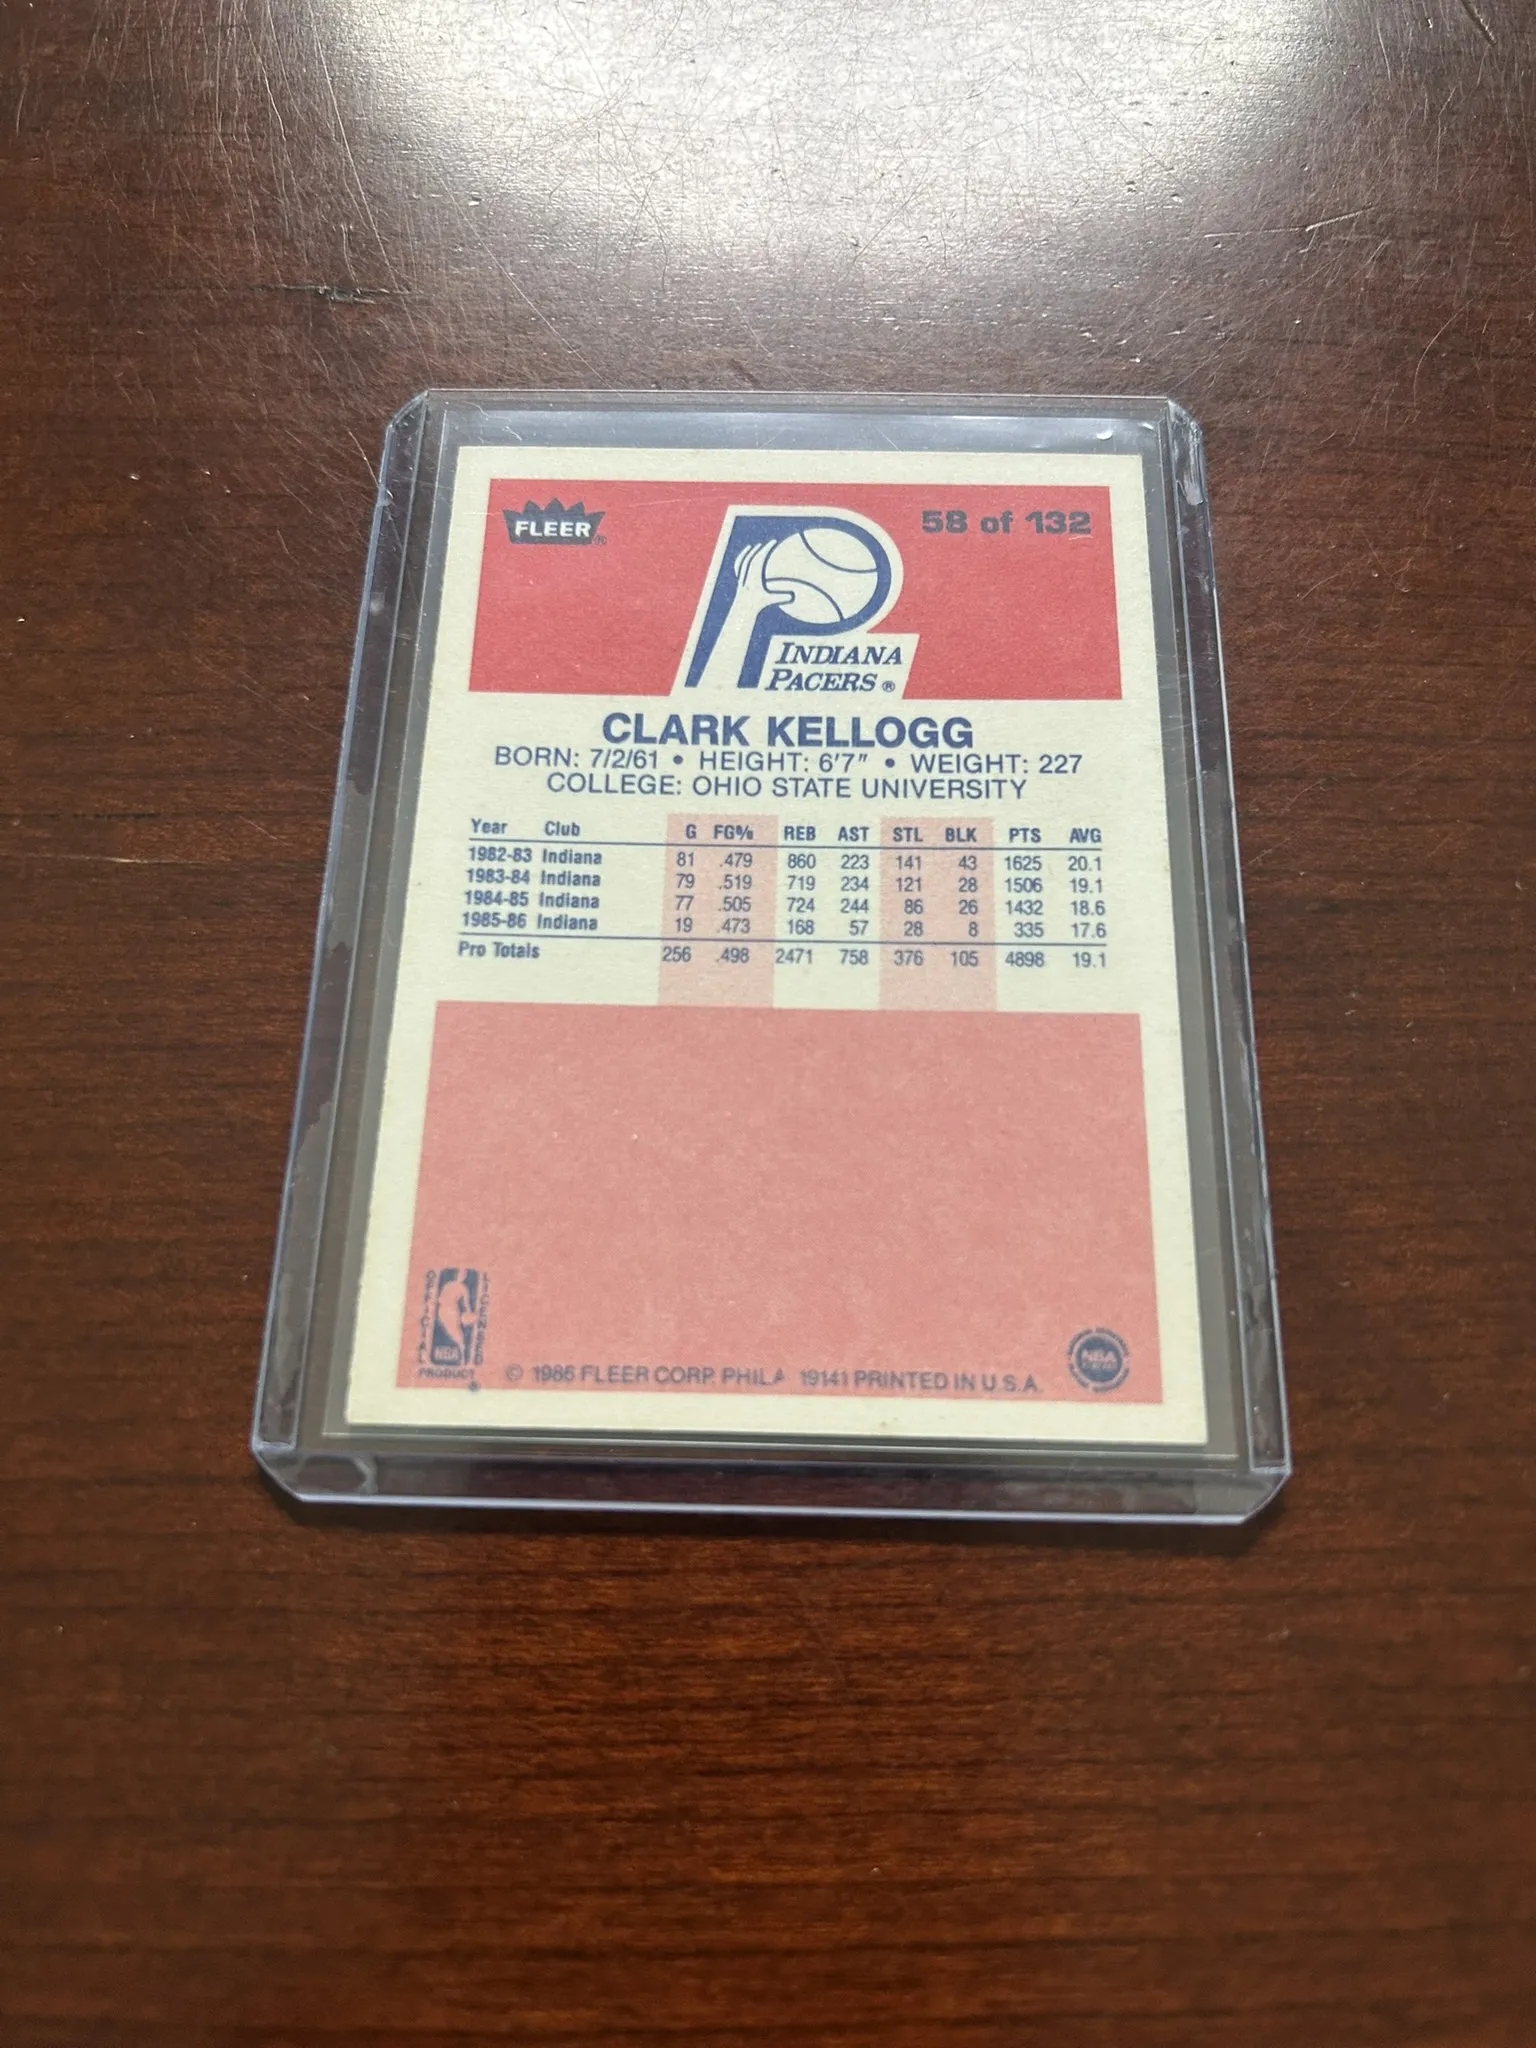 FLEER®
58 of 132
INDIANA
PACERS ®
CLARK KELLOGG
BORN: 7/2/61 • HEIGHT: 6'7" • WEIGHT: 227
COLLEGE: OHIO STATE UNIVERSITY
Year Club G FG% REB AST STL BLK PTS AVG
1982-83 Indiana 81 .479 860 223 141 43 1625 20.1
1983-84 Indiana 79 .519 719 234 121 28 1506 19.1
1984-85 Indiana 77 .505 724 244 86 26 1432 18.6
1985-86 Indiana 19 .473 168 57 28 8 335 17.6
Pro Totals 256 .498 2471 758 376 105 4898 19.1
OFFICIAL LICENSED
NBA
PRODUCT ®
© 1986 FLEER CORP. PHILA 19141 PRINTED IN U.S.A.
NBA